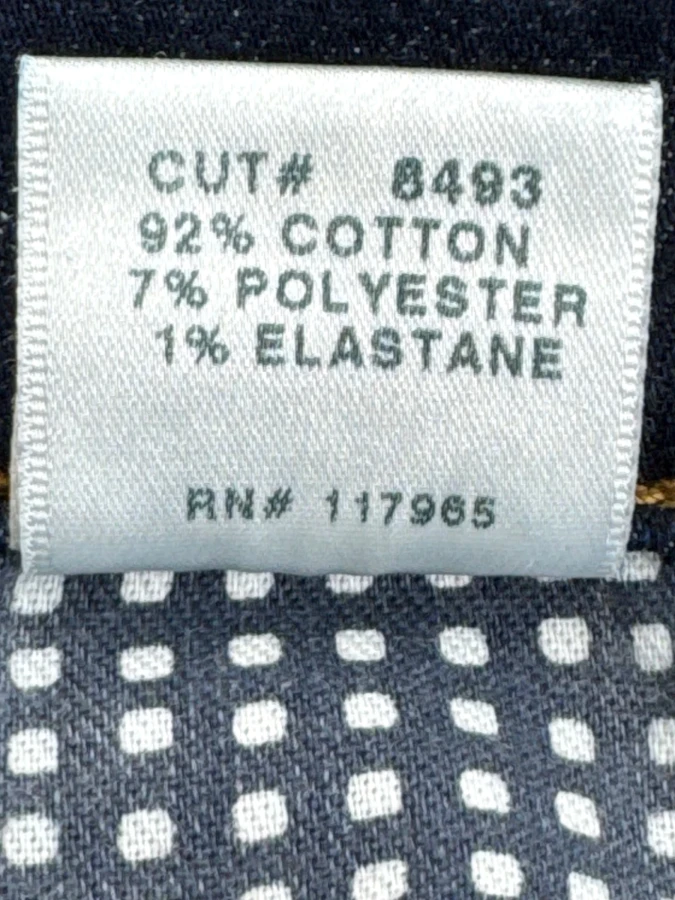 CUT# 8493
92% COTTON
7% POLYESTER
1% ELASTANE
RN# 117965